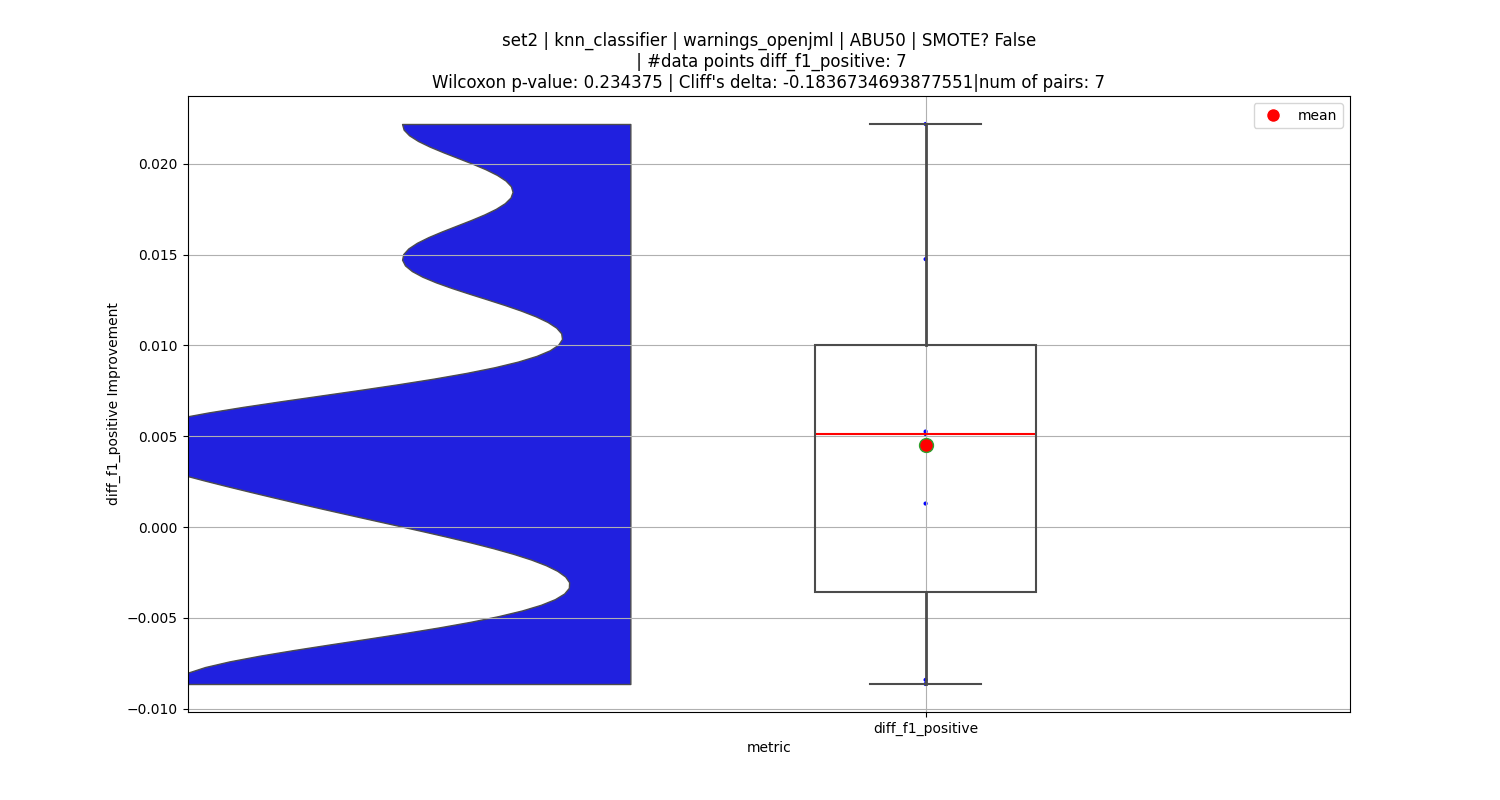 set2 | knn_classifier | warnings_openjml | ABU50 | SMOTE? False
| #data points diff_f1_positive: 7
Wilcoxon p-value: 0.234375 | Cliff's delta: -0.1836734693877551|num of pairs: 7
mean
0.020
0.015
0.010
0.005
0.000
−0.005
−0.010
diff_f1_positive Improvement
diff_f1_positive
metric